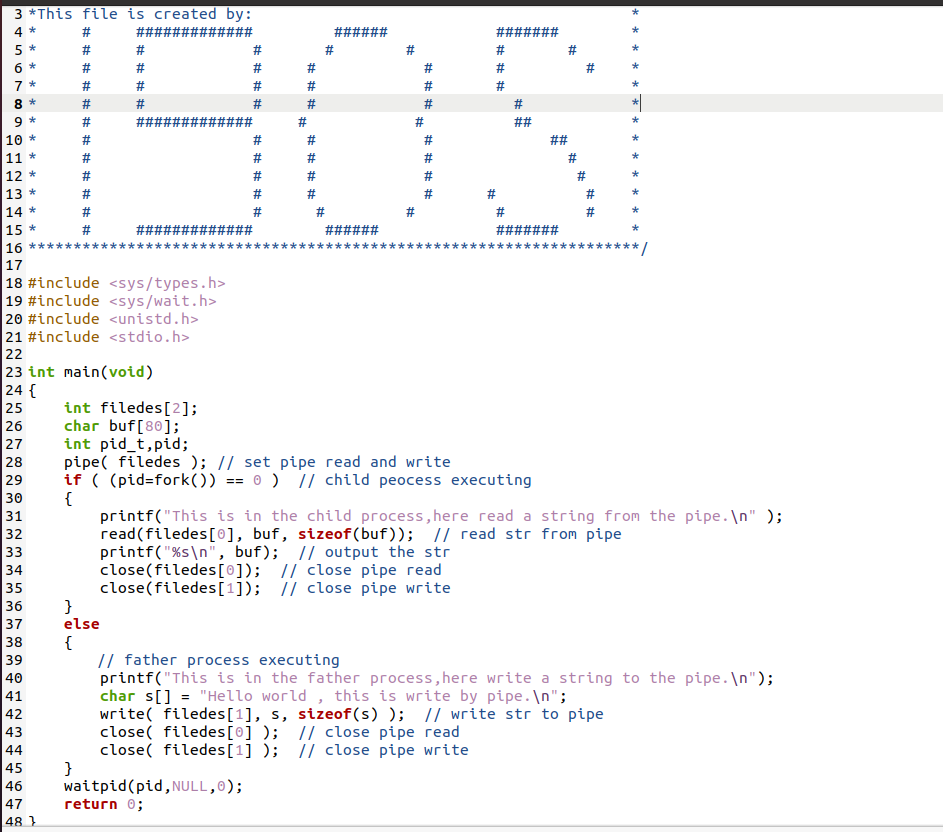 3 *This file is created by:                                          *
4 *     #     #############         ######            #######        *
5 *     #     #            #       #        #         #       #      *
6 *     #     #            #     #            #       #         #    *
7 *     #     #            #     #            #       #              *
8 *     #     #            #     #            #         #            *
9 *     #     #############     #            #          ##           *
10 *     #                  #     #            #             ##       *
11 *     #                  #     #            #               #      *
12 *     #                  #     #            #                #     *
13 *     #                  #     #            #      #          #    *
14 *     #                  #      #         #         #         #    *
15 *     #     #############        ######             #######        *
16 ********************************************************************/
17
18 #include <sys/types.h>
19 #include <sys/wait.h>
20 #include <unistd.h>
21 #include <stdio.h>
22
23 int main(void)
24 {
25     int filedes[2];
26     char buf[80];
27     int pid_t,pid;
28     pipe( filedes ); // set pipe read and write
29     if ( (pid=fork()) == 0 )  // child peocess executing
30     {
31         printf("This is in the child process,here read a string from the pipe.\n" );
32         read(filedes[0], buf, sizeof(buf));  // read str from pipe
33         printf("%s\n", buf);  // output the str
34         close(filedes[0]);  // close pipe read
35         close(filedes[1]);  // close pipe write
36     }
37     else
38     {
39         // father process executing
40         printf("This is in the father process,here write a string to the pipe.\n");
41         char s[] = "Hello world , this is write by pipe.\n";
42         write( filedes[1], s, sizeof(s) );  // write str to pipe
43         close( filedes[0] );  // close pipe read
44         close( filedes[1] );  // close pipe write
45     }
46     waitpid(pid,NULL,0);
47     return 0;
48 }